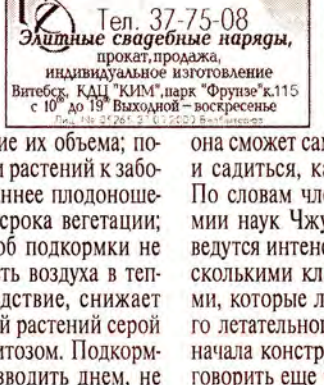 Тел. 37-75-08
Элитные свадебные наряды,
прокат,продажа,
индивидуальное изготовление
Витебск, КДЦ "КИМ",парк "Фрунзе"к.115
с 10⁰⁰ до 19⁰⁰ Выходной – воскресенье
ие их объема; по-
и растений к забо-
ннее плодоноше-
срока вегетации;
об подкормки не
ть воздуха в теп-
дствие, снижает
й растений серой
итозом. Подкорм-
зводить днем, не
она сможет сам
и садиться, ка
По словам чле
мии наук Чжу
ведутся интенс
сколькими кл
ми, которые л
го летательног
начала констр
говорить еще